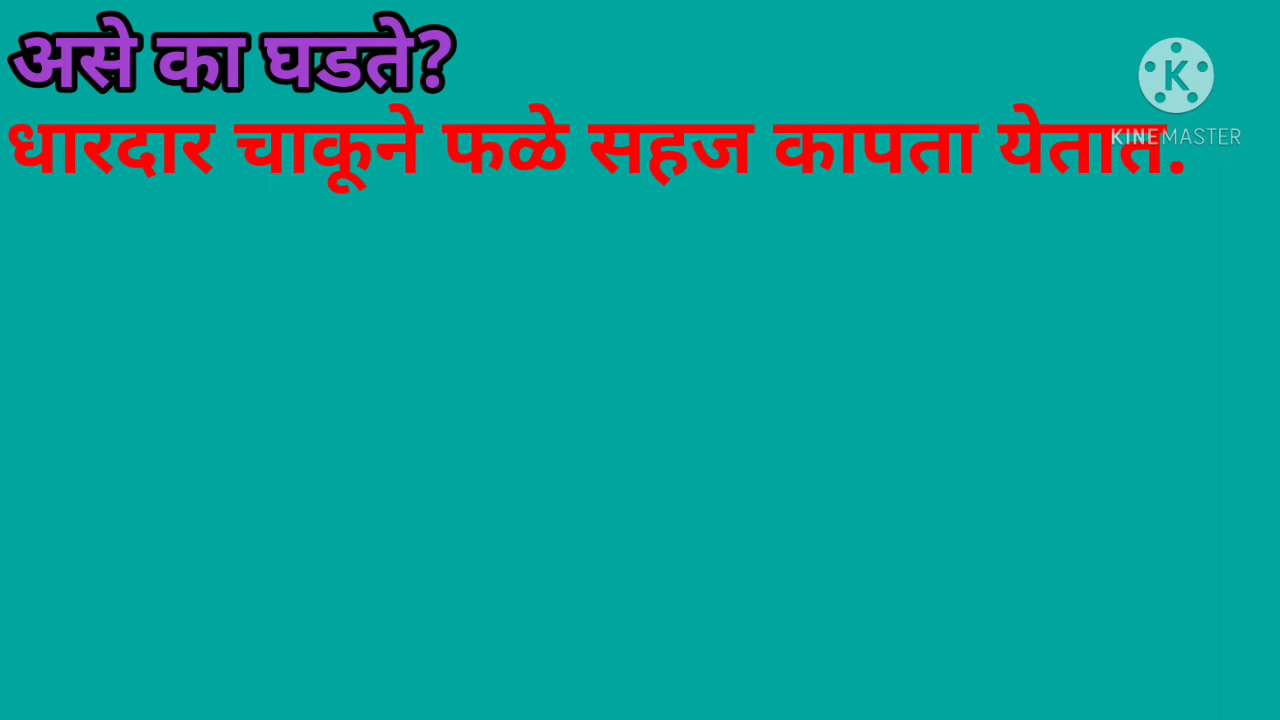 असे का घडते?
धारदार चाकूने फळे सहज कापता येतात.
K
KINEMASTER